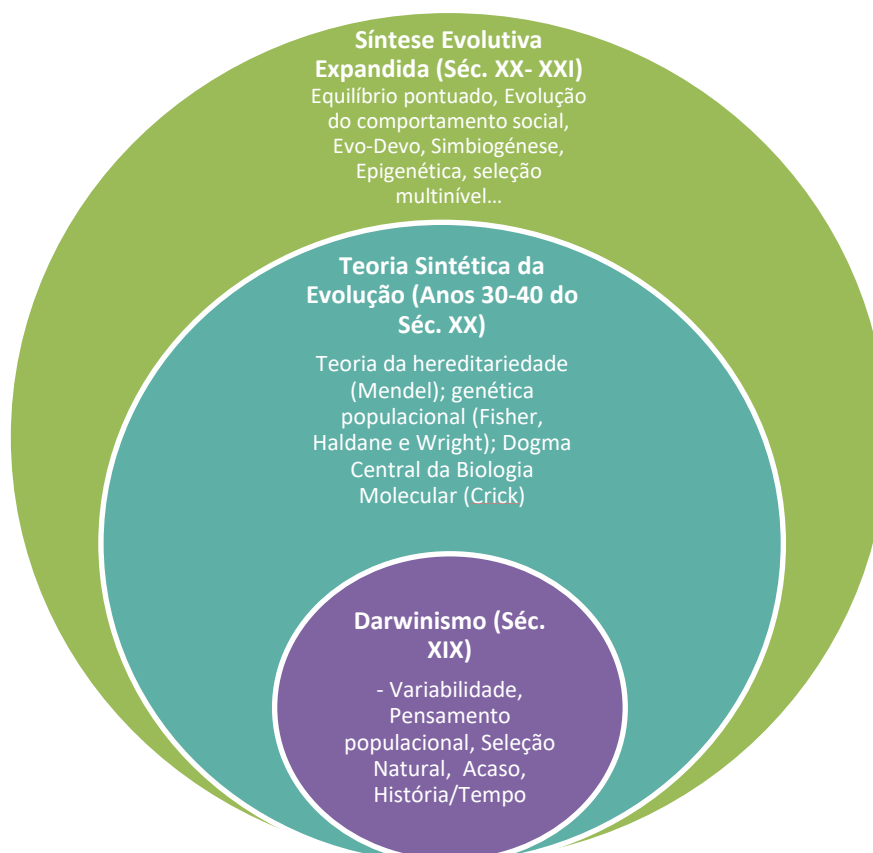 Síntese Evolutiva
Expandida (Séc. XX- XXI)
Equilíbrio pontuado, Evolução
do comportamento social,
Evo-Devo, Simbiogénese,
Epigenética, seleção
multinível...
Teoria Sintética da
Evolução (Anos 30-40 do
Séc. XX)
Teoria da hereditariedade
(Mendel); genética
populacional (Fisher,
Haldane e Wright); Dogma
Central da Biologia
Molecular (Crick)
Darwinismo (Séc.
XIX)
- Variabilidade,
Pensamento
populacional, Seleção
Natural, Acaso,
História/Tempo